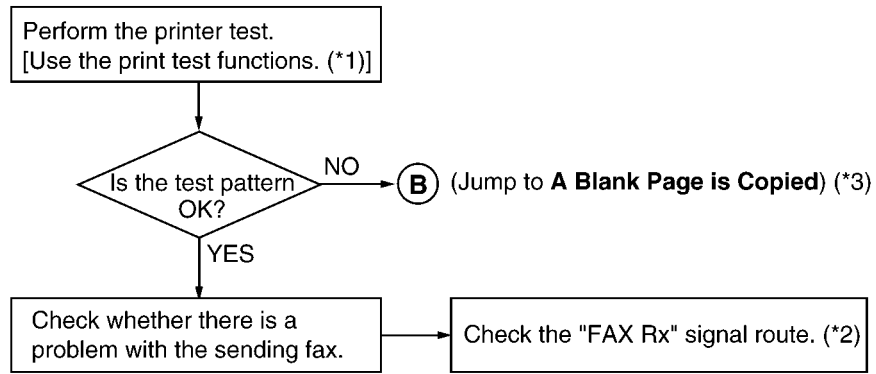 Perform the printer test.
[Use the print test functions. (*1)]
Is the test pattern
OK?
NO
B (Jump to A Blank Page is Copied) (*3)
YES
Check whether there is a
problem with the sending fax.
Check the "FAX Rx" signal route. (*2)